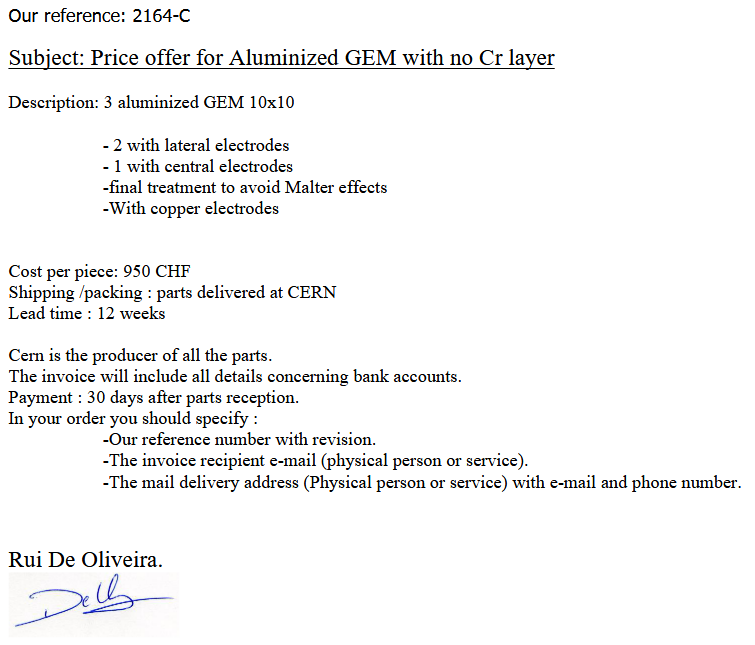 Our reference: 2164-C
Subject: Price offer for Aluminized GEM with no Cr layer
Description: 3 aluminized GEM 10x10
- 2 with lateral electrodes
- 1 with central electrodes
-final treatment to avoid Malter effects
-With copper electrodes
Cost per piece: 950 CHF
Shipping /packing : parts delivered at CERN
Lead time : 12 weeks
Cern is the producer of all the parts.
The invoice will include all details concerning bank accounts.
Payment : 30 days after parts reception.
In your order you should specify :
-Our reference number with revision.
-The invoice recipient e-mail (physical person or service).
-The mail delivery address (Physical person or service) with e-mail and phone number.
Rui De Oliveira.